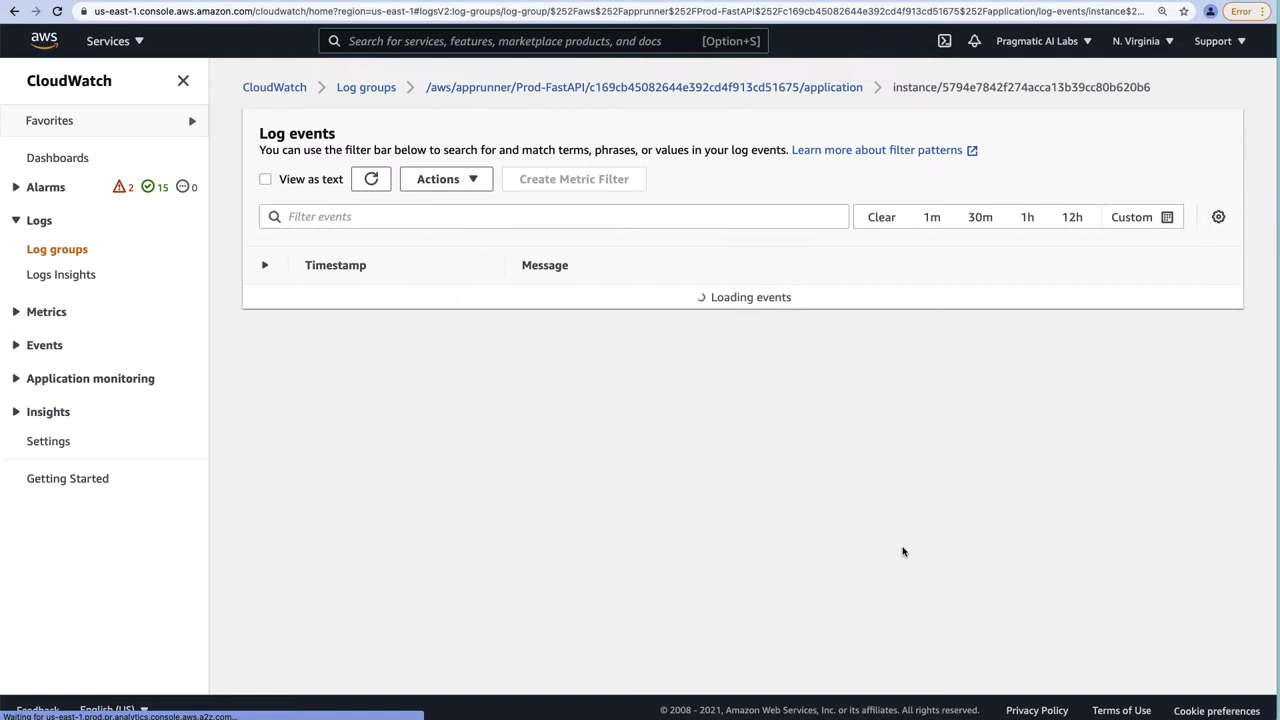 us-east-1.console.aws.amazon.com/cloudwatch/home?region=us-east-1#logsV2:log-groups/log-group/$252Faws$252Fapprunner$252FProd-FastAPI$252Fc169cb45082644e392cd4f913cd51675$252Fapplication/log-events/instance$2...
Error
aws
Services
Search for services, features, marketplace products, and docs
[Option+S]
Pragmatic AI Labs
N. Virginia
Support
CloudWatch
Favorites
Dashboards
Alarms
2
15
0
Logs
Log groups
Logs Insights
Metrics
Events
Application monitoring
Insights
Settings
Getting Started
CloudWatch
Log groups
/aws/apprunner/Prod-FastAPI/c169cb45082644e392cd4f913cd51675/application
instance/5794e7842f274acca13b39cc80b620b6
Log events
You can use the filter bar below to search for and match terms, phrases, or values in your log events. Learn more about filter patterns
View as text
Actions
Create Metric Filter
Filter events
Clear
1m
30m
1h
12h
Custom
Timestamp
Message
Loading events
Feedback
English (US)
© 2008 - 2021, Amazon Web Services, Inc. or its affiliates. All rights reserved.
Privacy Policy
Terms of Use
Cookie preferences
Waiting for us-east-1.prod.pr.analytics.console.aws.a2z.com...